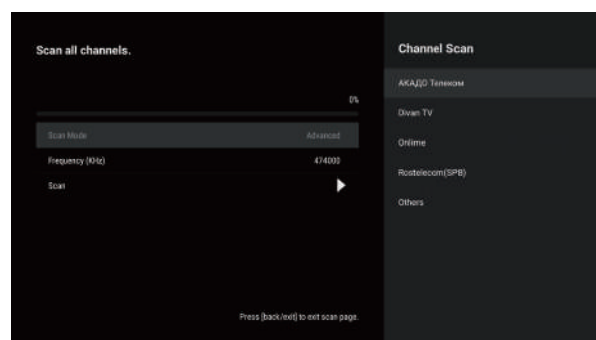 Scan all channels.
0%
Scan Mode Advanced
Frequency (KHz) 474000
Scan
Press [back/exit] to exit scan page.
Channel Scan
АКАДО Телеком
Divan TV
Onlime
Rostelecom(SPB)
Others